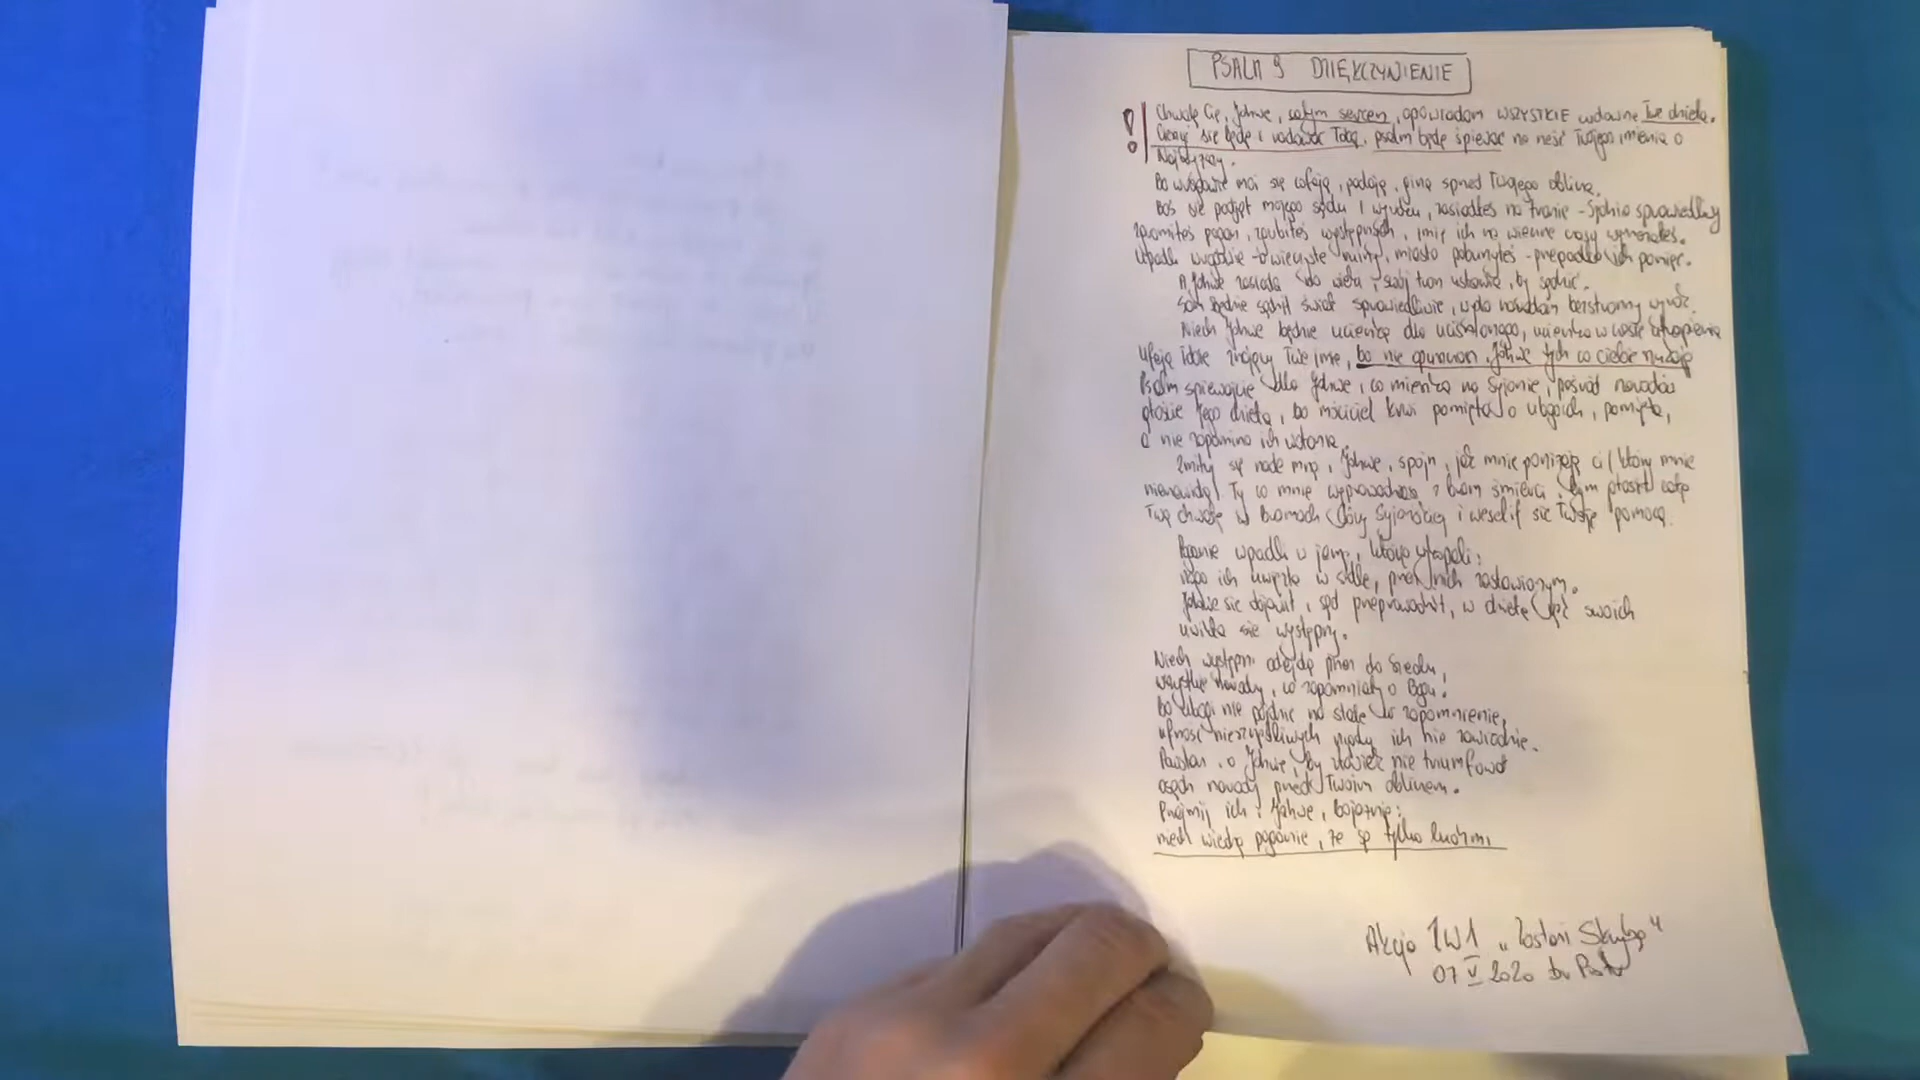 PSALM 9 DZIĘKCZYNIENIE
! Chwalę Cię, Jahwe, całym sercem, opowiadam WSZYSTKIE cudowne Twe dzieła.
Cieszyć się będę i radować Tobą, psalm będę śpiewać na cześć Twojego imienia o
Najwyższy.
Bo wrogowie moi się cofają, padają, giną sprzed Twojego oblicza.
Boś się podjął mojego sądu i wyroku, zasiadłeś na tronie - Sędzio sprawiedliwy
Zgromiłeś pogan, zgubiłeś występnych, imię ich na wieczne czasy wymazałeś.
Upadli wrogowie - w wieczyste ruiny, miasta poburzyłeś - przepadła ich pamięć.
A Jahwe zasiada na wieki, swój tron ustawia, by sądzić.
Sam będzie sądził świat sprawiedliwie, wyda narodom bezstronny wyrok.
Niech Jahwe będzie ucieczką dla uciśnionego, ucieczką w czasie utrapienia
Ufają Tobie znający Twe imię, bo nie opuszczasz, Jahwe tych co Ciebie szukają
Psalm śpiewajcie dla Jahwe, co mieszka na Syjonie, pośród narodów
głoście Jego dzieła, bo mściciel krwi pamięta o ubogich, pamięta,
a nie zapomina ich wołania.
Zmiłuj się nade mną, Jahwe, spójrz, jak mnie poniżają ci, którzy mnie
nienawidzą, Ty co mnie wyprowadzasz z bram śmierci, bym głosił całą
Twą chwałę w bramach Córy Syjońskiej i weselił się Twoją pomocą.
Poganie wpadli w jamę, którą wykopali;
noga ich uwięzła w sidle, przez nich zastawionym.
Jahwe się objawił, sąd przeprowadził, w dzieła rąk swoich
uwikłał się występny.
Niech występni odejdą precz do Szeolu,
wszystkie narody, co zapomniały o Bogu.
Bo ubogi nie pójdzie na stałe w zapomnienie,
ufność nieszczęśliwych nigdy ich nie zawiedzie.
Powstań, o Jahwe, by człowiek nie triumfował
osądź narody przed Twoim obliczem.
Przejmij ich, Jahwe, bojaźnią:
niech wiedzą poganie, że są tylko ludźmi
Akcja 1W1 „Zostań Skrybą"
07 V 2020